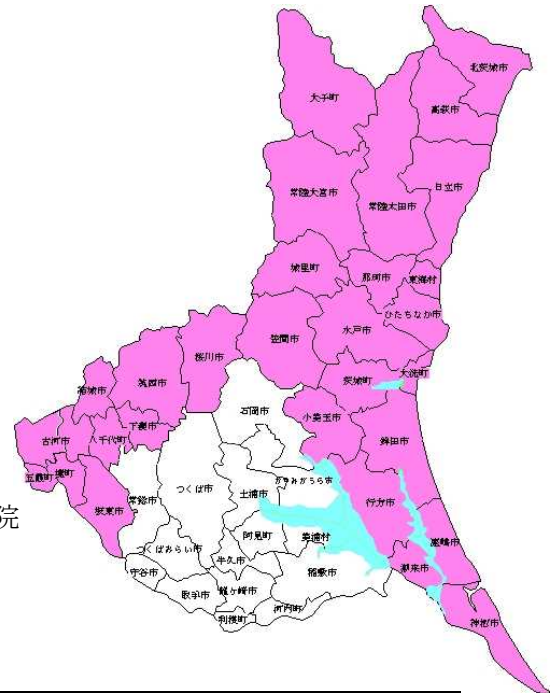 北茨城市
大子町
高萩市
日立市
常陸大宮市
常陸太田市
城里町
那珂市
東海村
ひたちなか市
水戸市
笠間市
桜川市
茨城町
大洗町
筑西市
結城市
石岡市
小美玉市
鉾田市
下妻市
八千代町
古河市
五霞町
境町
坂東市
常総市
つくば市
土浦市
かすみがうら市
行方市
院
阿見町
美浦村
鹿嶋市
つくばみらい市
牛久市
守谷市
稲敷市
潮来市
取手市
龍ヶ崎市
河内町
利根町
神栖市